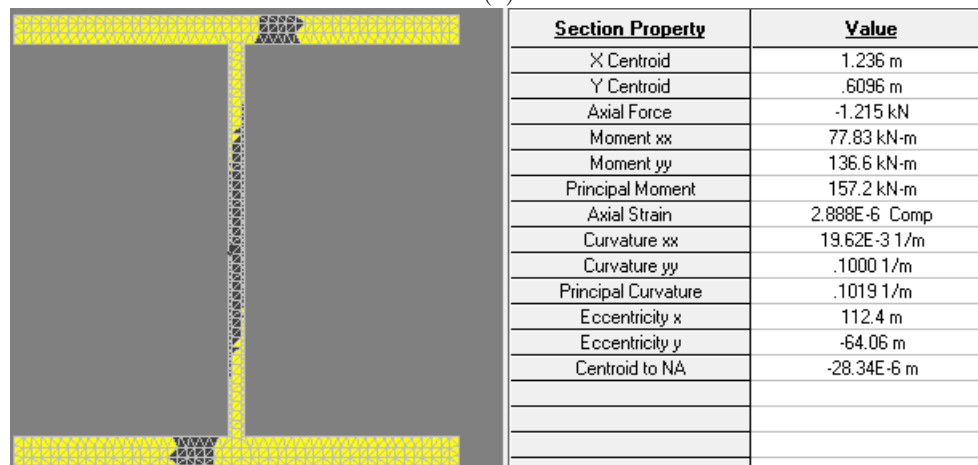 Section Property Value
X Centroid 1.236 m
Y Centroid .6096 m
Axial Force -1.215 kN
Moment xx 77.83 kN-m
Moment yy 136.6 kN-m
Principal Moment 157.2 kN-m
Axial Strain 2.888E-6 Comp
Curvature xx 19.62E-3 1/m
Curvature yy .1000 1/m
Principal Curvature .1019 1/m
Eccentricity x 112.4 m
Eccentricity y -64.06 m
Centroid to NA -28.34E-6 m